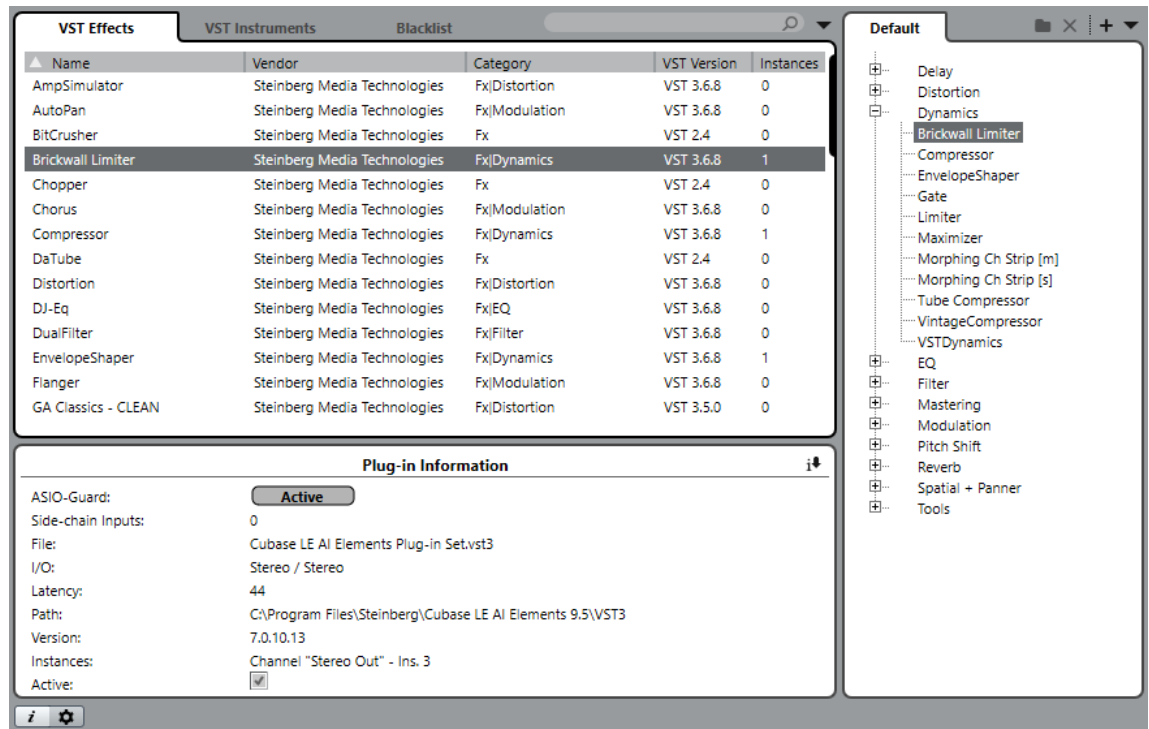 VST Effects VST Instruments Blacklist
Name Vendor Category VST Version Instances
AmpSimulator Steinberg Media Technologies Fx|Distortion VST 3.6.8 0
AutoPan Steinberg Media Technologies Fx|Modulation VST 3.6.8 0
BitCrusher Steinberg Media Technologies Fx VST 2.4 0
Brickwall Limiter Steinberg Media Technologies Fx|Dynamics VST 3.6.8 1
Chopper Steinberg Media Technologies Fx VST 2.4 0
Chorus Steinberg Media Technologies Fx|Modulation VST 3.6.8 0
Compressor Steinberg Media Technologies Fx|Dynamics VST 3.6.8 1
DaTube Steinberg Media Technologies Fx VST 2.4 0
Distortion Steinberg Media Technologies Fx|Distortion VST 3.6.8 0
DJ-Eq Steinberg Media Technologies Fx|EQ VST 3.6.8 0
DualFilter Steinberg Media Technologies Fx|Filter VST 3.6.8 0
EnvelopeShaper Steinberg Media Technologies Fx|Dynamics VST 3.6.8 1
Flanger Steinberg Media Technologies Fx|Modulation VST 3.6.8 0
GA Classics - CLEAN Steinberg Media Technologies Fx|Distortion VST 3.5.0 0
Plug-in Information i
ASIO-Guard: Active
Side-chain Inputs: 0
File: Cubase LE AI Elements Plug-in Set.vst3
I/O: Stereo / Stereo
Latency: 44
Path: C:\Program Files\Steinberg\Cubase LE AI Elements 9.5\VST3
Version: 7.0.10.13
Instances: Channel "Stereo Out" - Ins. 3
Active:
i
Default
Delay
Distortion
Dynamics
Brickwall Limiter
Compressor
EnvelopeShaper
Gate
Limiter
Maximizer
Morphing Ch Strip [m]
Morphing Ch Strip [s]
Tube Compressor
VintageCompressor
VSTDynamics
EQ
Filter
Mastering
Modulation
Pitch Shift
Reverb
Spatial + Panner
Tools